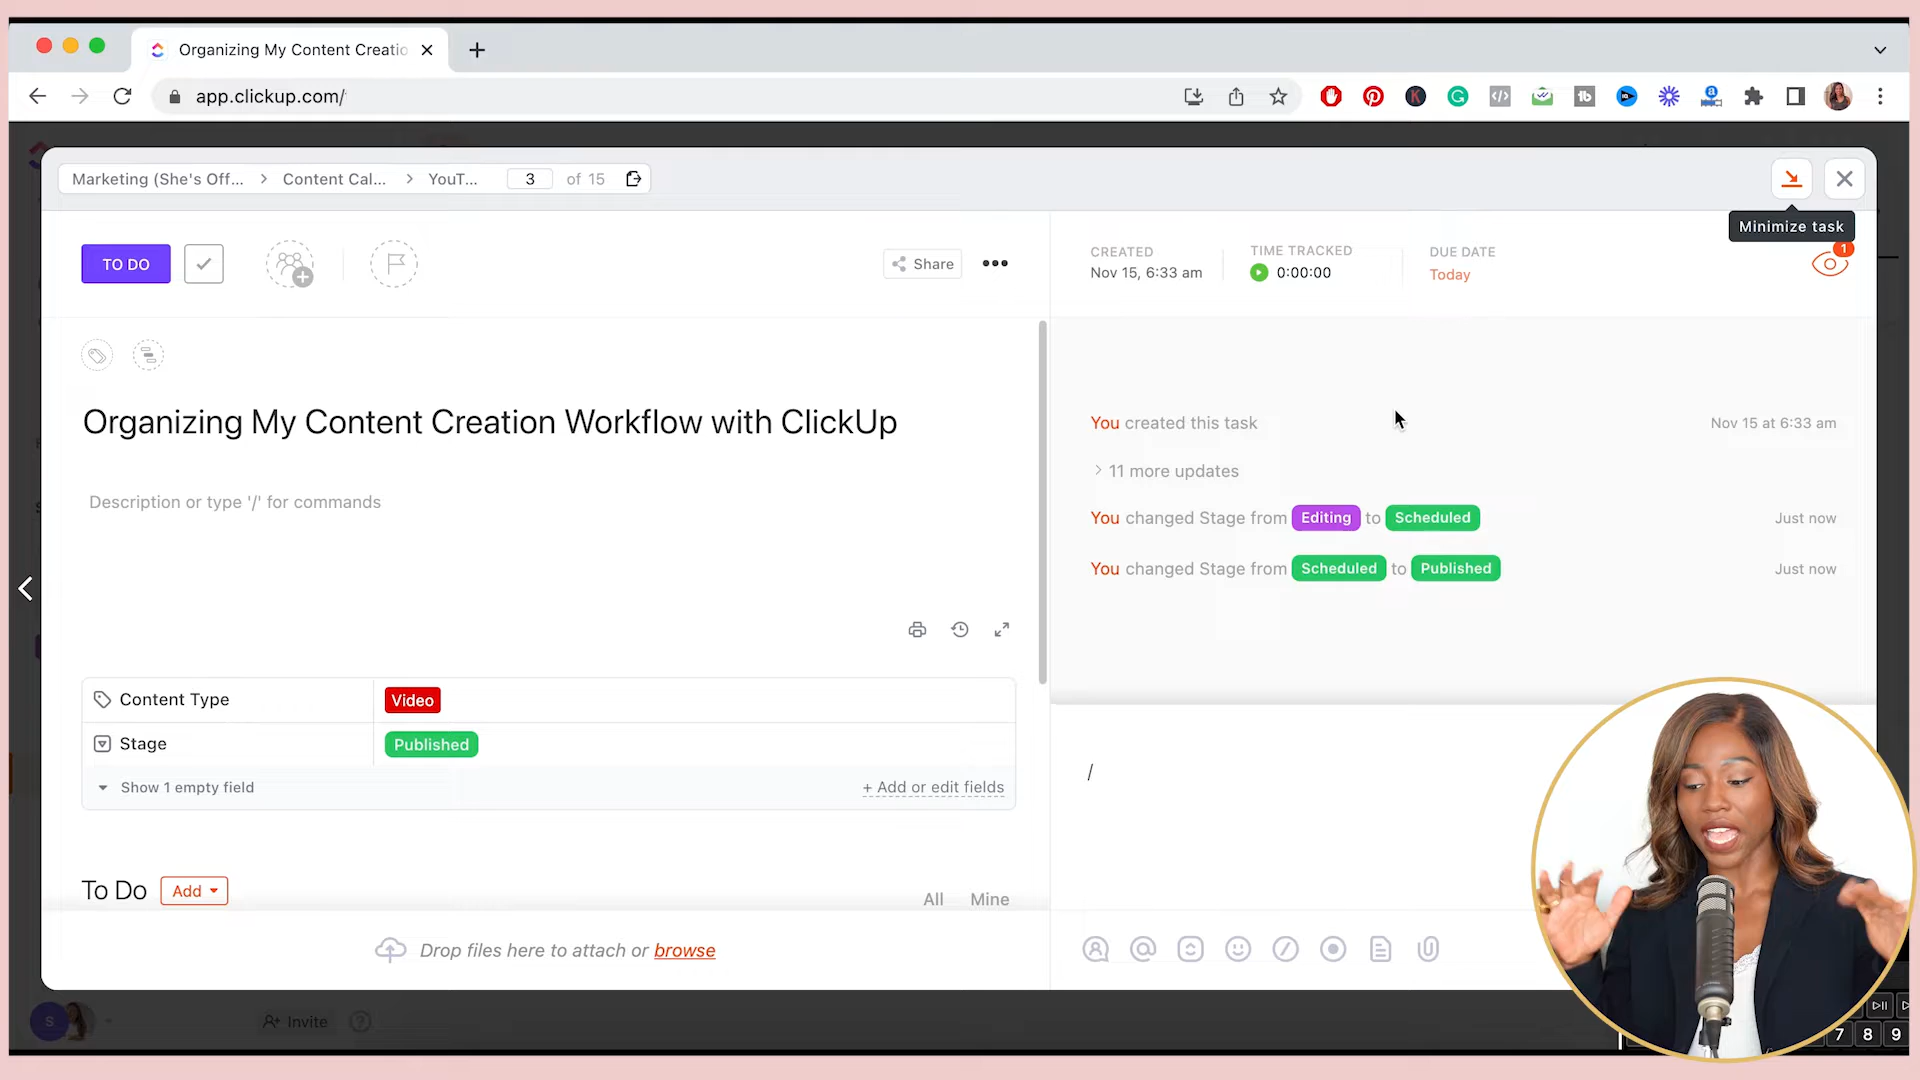 Organizing My Content Creatio
app.clickup.com/
Marketing (She's Off... > Content Cal... > YouT... 3 of 15
Minimize task
TO DO
Share
CREATED
Nov 15, 6:33 am
TIME TRACKED
0:00:00
DUE DATE
Today
1
Organizing My Content Creation Workflow with ClickUp
Description or type '/' for commands
You created this task
Nov 15 at 6:33 am
11 more updates
You changed Stage from Editing to Scheduled
Just now
You changed Stage from Scheduled to Published
Just now
Content Type
Video
Stage
Published
Show 1 empty field
+ Add or edit fields
To Do
Add
All
Mine
Drop files here to attach or browse
/
S
Invite
7 8 9